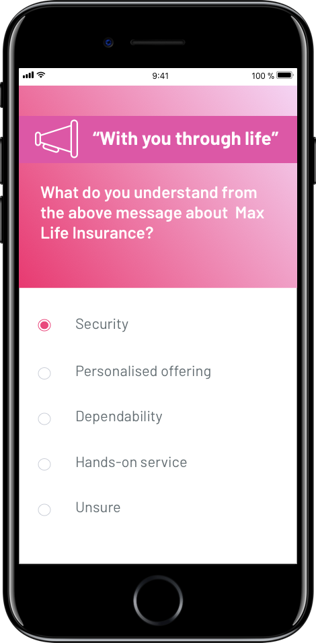 9:41
100 %
“With you through life”
What do you understand from
the above message about Max
Life Insurance?
Security
Personalised offering
Dependability
Hands-on service
Unsure